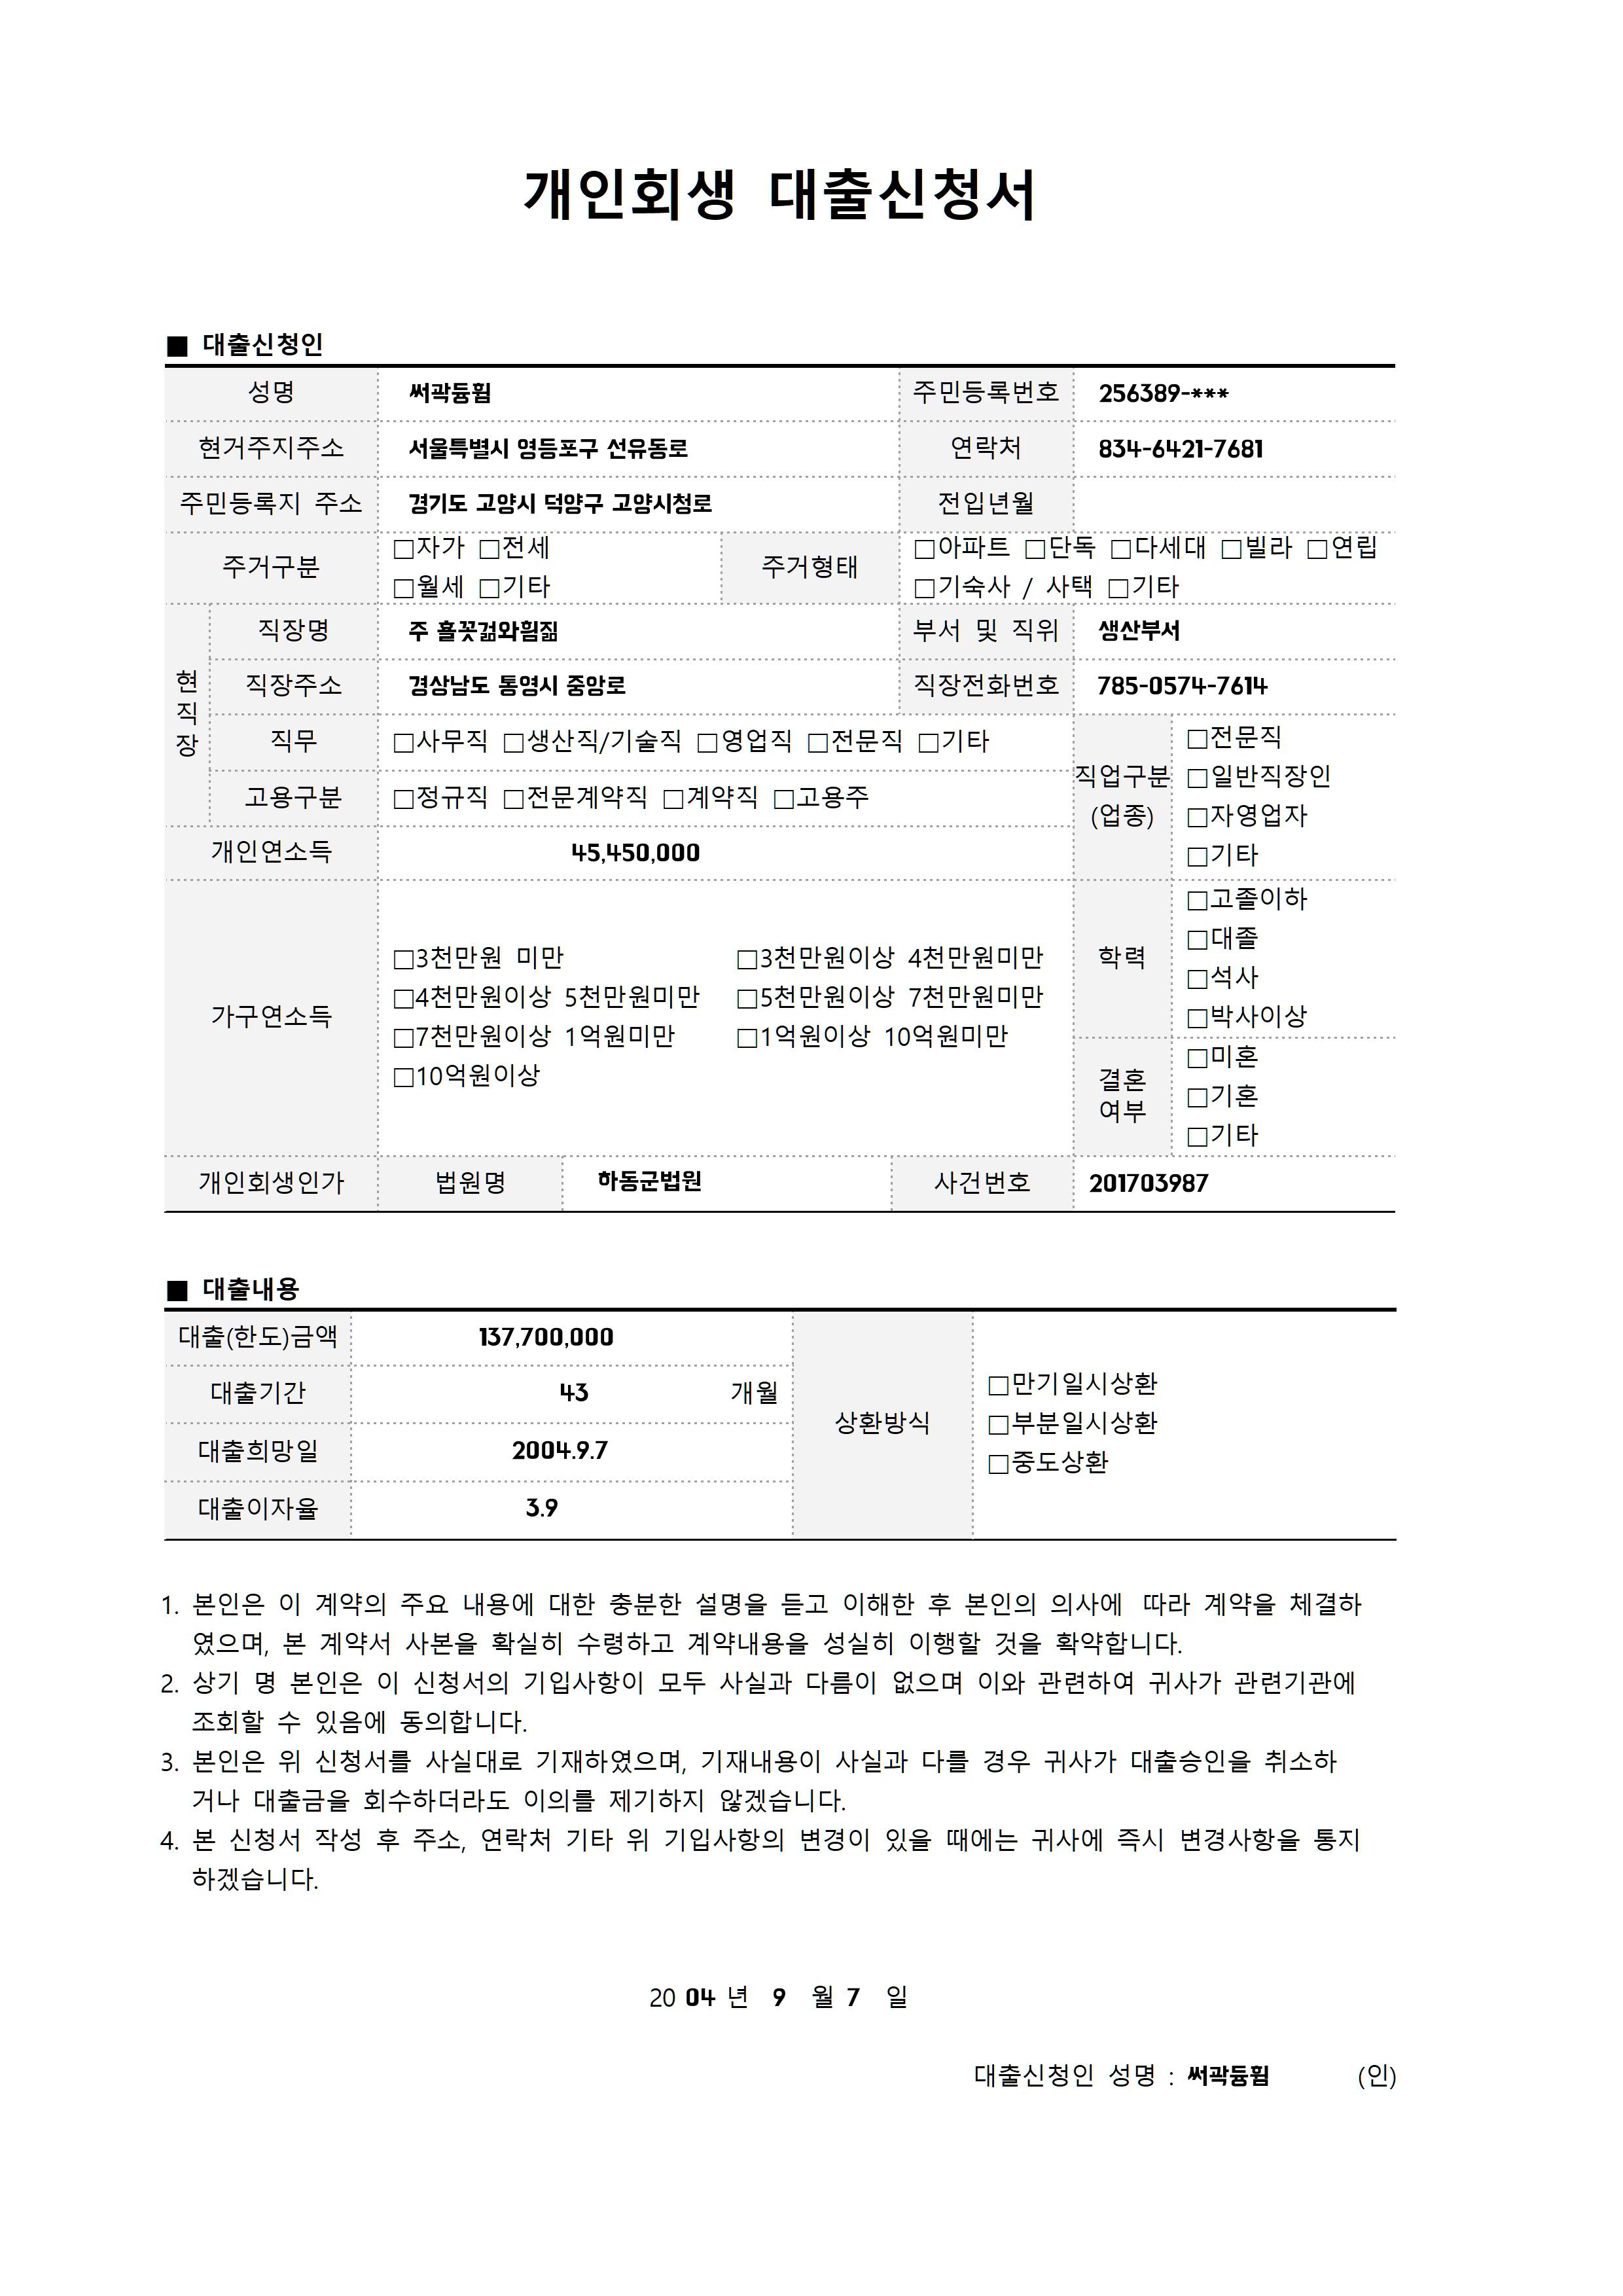 개인회생 대출신청서
■ 대출신청인
성명 써곽듕훰 주민등록번호 256389-***
현거주지주소 서울특별시 영등포구 선유동로 연락처 834-6421-7681
주민등록지 주소 경기도 고양시 덕양구 고양시청로 전입년월
주거구분 □자가 □전세 주거형태 □아파트 □단독 □다세대 □빌라 □연립
□월세 □기타 □기숙사 / 사택 □기타
현직장 직장명 주 부서 및 직위 생산부서
직장주소 경상남도 통영시 중앙로 직장전화번호 785-0574-7614
직무 □사무직 □생산직/기술직 □영업직 □전문직 □기타
고용구분 □정규직 □전문계약직 □계약직 □고용주
직업구분
(업종)
□전문직
□일반직장인
□자영업자
□기타
개인연소득 45,450,000
가구연소득
□3천만원 미만 □3천만원이상 4천만원미만
□4천만원이상 5천만원미만 □5천만원이상 7천만원미만
□7천만원이상 1억원미만 □1억원이상 10억원미만
□10억원이상
학력
□고졸이하
□대졸
□석사
□박사이상
결혼
여부
□미혼
□기혼
□기타
개인회생인가 법원명 하동군법원 사건번호 201703987
■ 대출내용
대출(한도)금액 137,700,000
대출기간 43 개월
대출희망일 2004.9.7
대출이자율 3.9
상환방식
□만기일시상환
□부분일시상환
□중도상환
1. 본인은 이 계약의 주요 내용에 대한 충분한 설명을 듣고 이해한 후 본인의 의사에 따라 계약을 체결하
였으며, 본 계약서 사본을 확실히 수령하고 계약내용을 성실히 이행할 것을 확약합니다.
2. 상기 명 본인은 이 신청서의 기입사항이 모두 사실과 다름이 없으며 이와 관련하여 귀사가 관련기관에
조회할 수 있음에 동의합니다.
3. 본인은 위 신청서를 사실대로 기재하였으며, 기재내용이 사실과 다를 경우 귀사가 대출승인을 취소하
거나 대출금을 회수하더라도 이의를 제기하지 않겠습니다.
4. 본 신청서 작성 후 주소, 연락처 기타 위 기입사항의 변경이 있을 때에는 귀사에 즉시 변경사항을 통지
하겠습니다.
20 04 년 9 월 7 일
대출신청인 성명 : 써곽듕훰 (인)